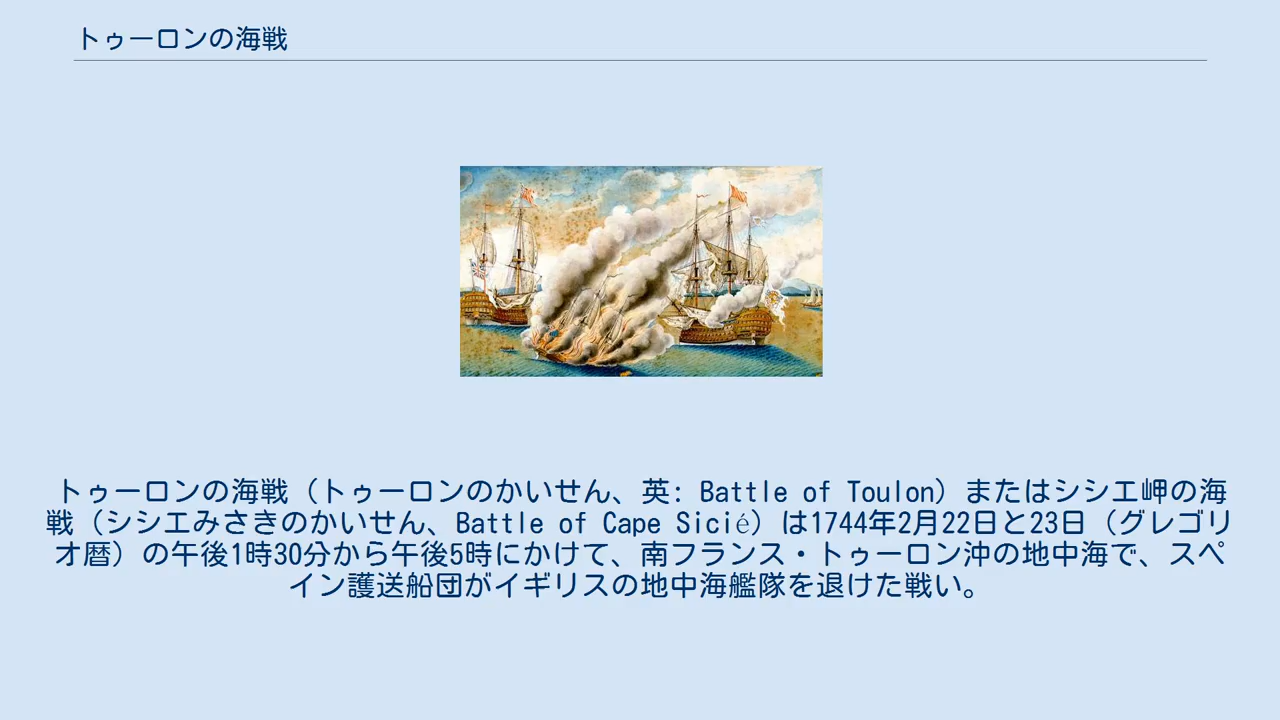 トゥーロンの海戦
トゥーロンの海戦（トゥーロンのかいせん、英: Battle of Toulon）またはシシエ岬の海
戦（シシエみさきのかいせん、Battle of Cape Sicié）は1744年2月22日と23日（グレゴリ
オ暦）の午後1時30分から午後5時にかけて、南フランス・トゥーロン沖の地中海で、スペ
イン護送船団がイギリスの地中海艦隊を退けた戦い。